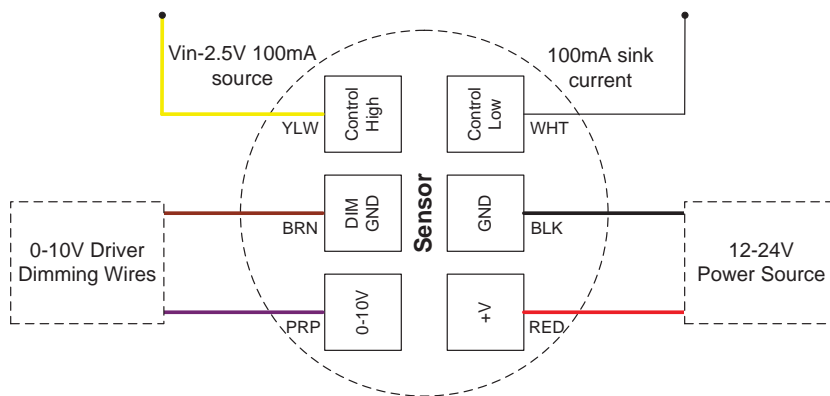 Vin-2.5V 100mA
source
100mA sink
current
Control
High
Control
Low
YLW
WHT
Sensor
DIM
GND
GND
BRN
BLK
0-10V Driver
Dimming Wires
12-24V
Power Source
0-10V
+V
PRP
RED